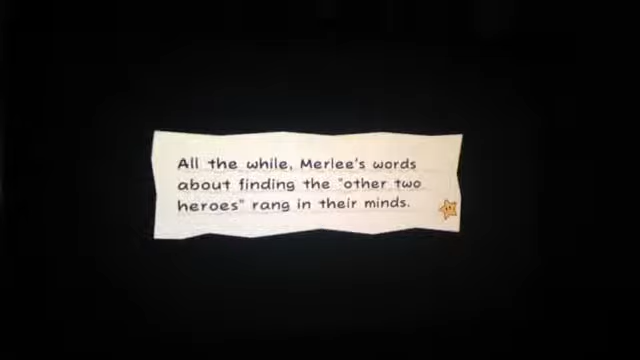 All the while, Merlee's words
about finding the "other two
heroes" rang in their minds.